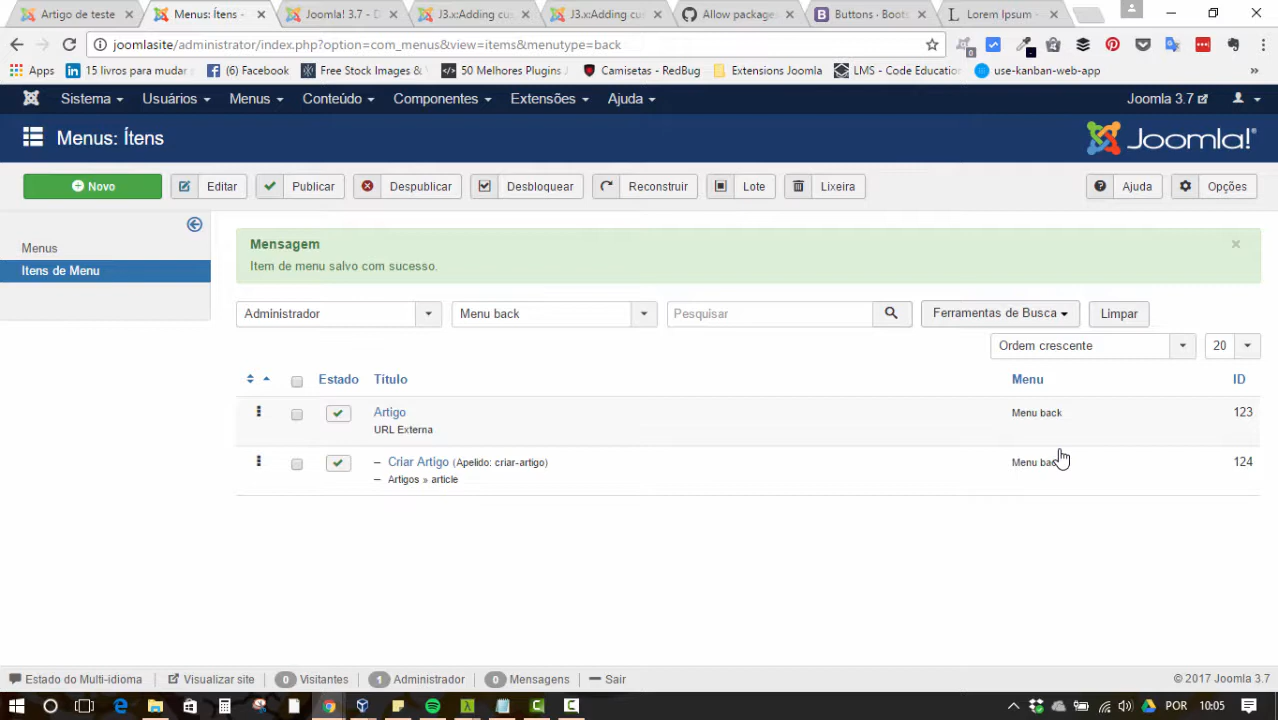 Artigo de teste
Menus: Ítens -
Joomla! 3.7 - D
J3.x:Adding cus
J3.x:Adding cus
Allow package
Buttons · Boots
Lorem Ipsum -
joomlasite/administrator/index.php?option=com_menus&view=items&menutype=back
Apps
15 livros para mudar
(6) Facebook
Free Stock Images &
50 Melhores Plugins J
Camisetas - RedBug
Extensions Joomla
LMS - Code Education
use-kanban-web-app
Sistema
Usuários
Menus
Conteúdo
Componentes
Extensões
Ajuda
Joomla 3.7
Menus: Ítens
Joomla!
Novo
Editar
Publicar
Despublicar
Desbloquear
Reconstruir
Lote
Lixeira
Ajuda
Opções
Menus
Itens de Menu
Mensagem
Item de menu salvo com sucesso.
Administrador
Menu back
Pesquisar
Ferramentas de Busca
Limpar
Ordem crescente
20
Estado
Título
Menu
ID
Artigo
Menu back
123
URL Externa
– Criar Artigo (Apelido: criar-artigo)
Menu bac
124
– Artigos » article
Estado do Multi-idioma
Visualizar site
0 Visitantes
1 Administrador
0 Mensagens
Sair
© 2017 Joomla 3.7
POR
10:05